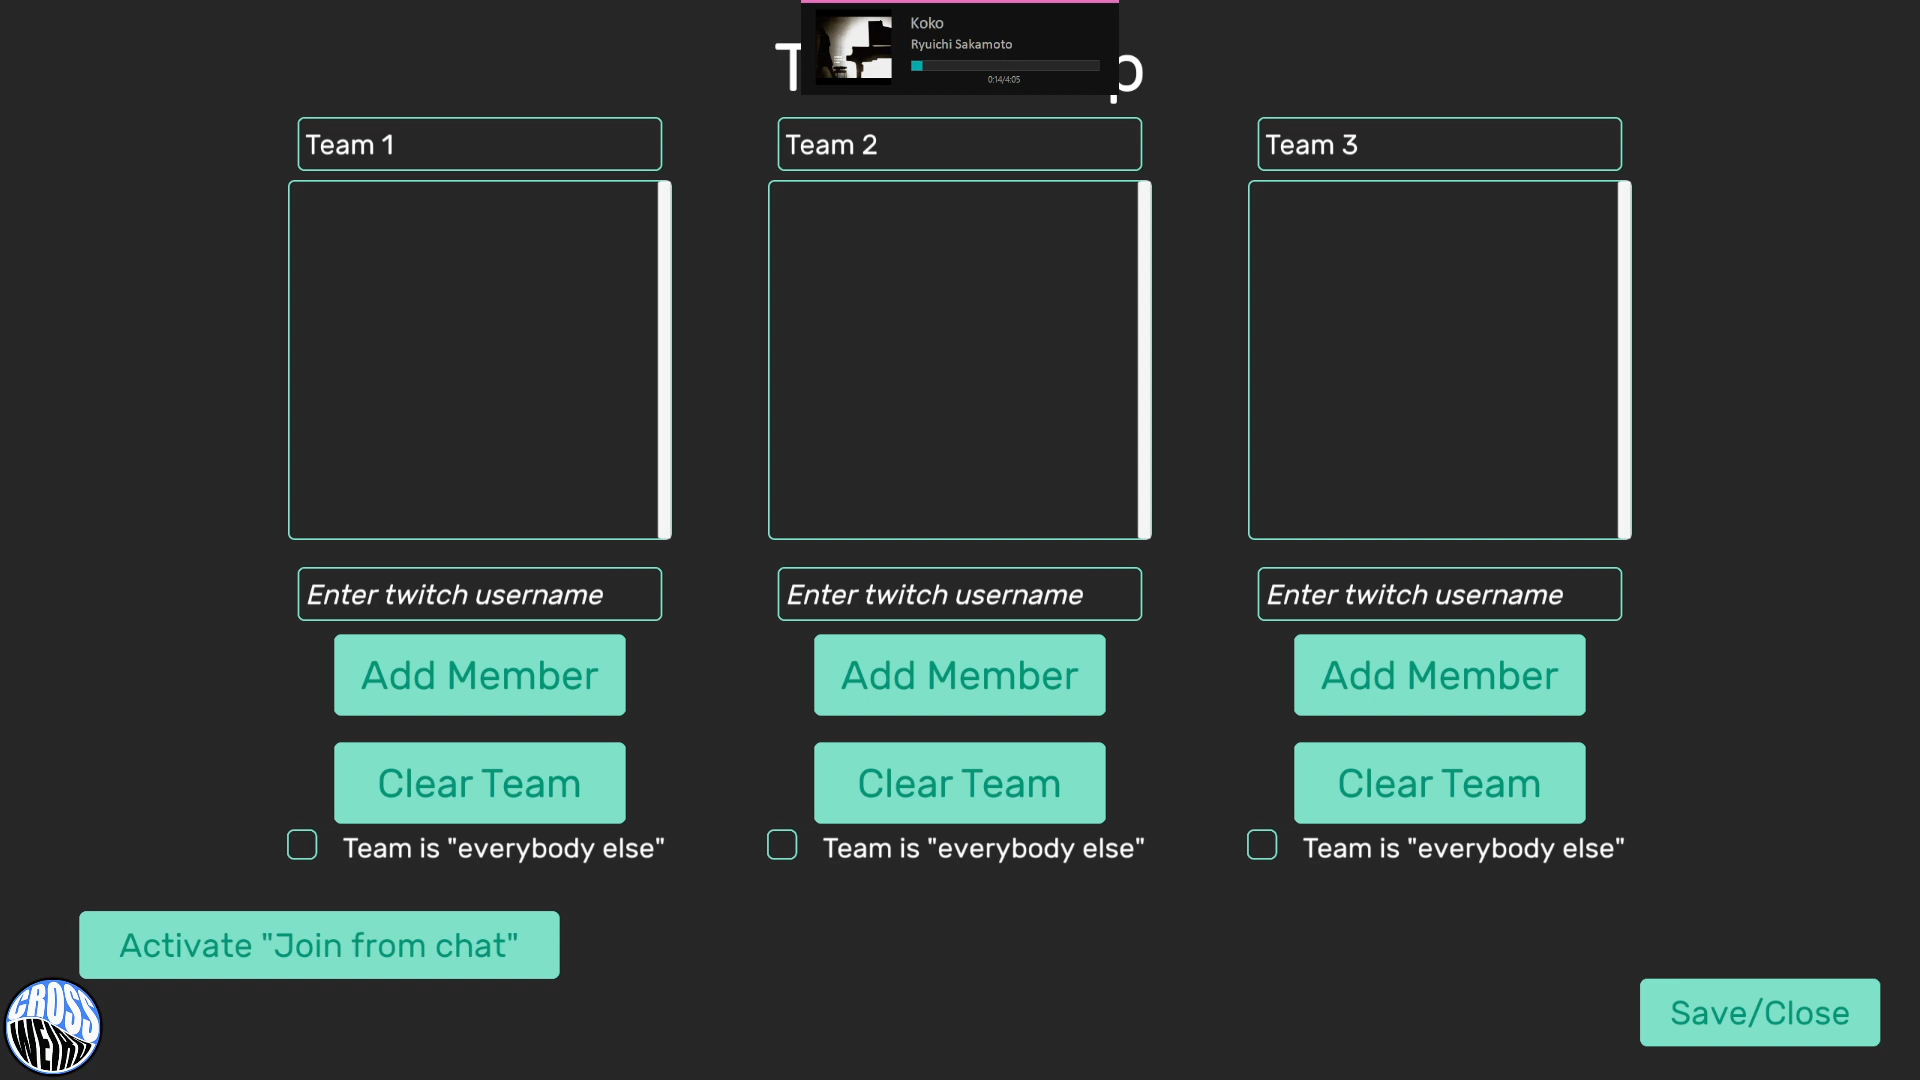 Koko
Ryuichi Sakamoto
0:14/4:05
Team 1
Team 2
Team 3
Enter twitch username
Enter twitch username
Enter twitch username
Add Member
Add Member
Add Member
Clear Team
Clear Team
Clear Team
Team is "everybody else"
Team is "everybody else"
Team is "everybody else"
Activate "Join from chat"
CROSS
Save/Close